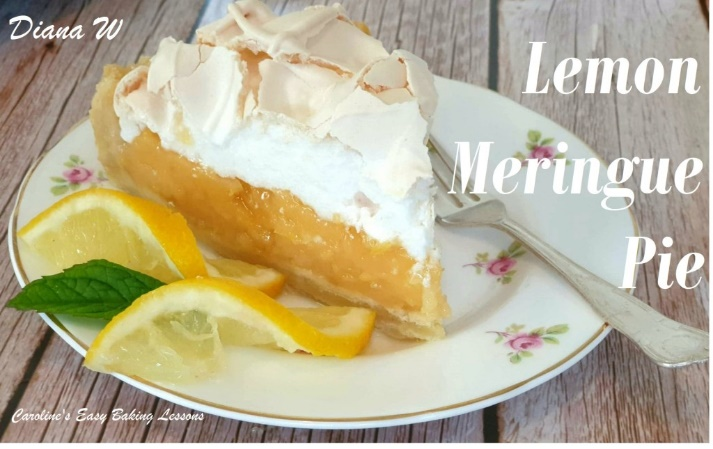 Diana W
Lemon
Meringue
Pie
Caroline's Easy Baking Lessons